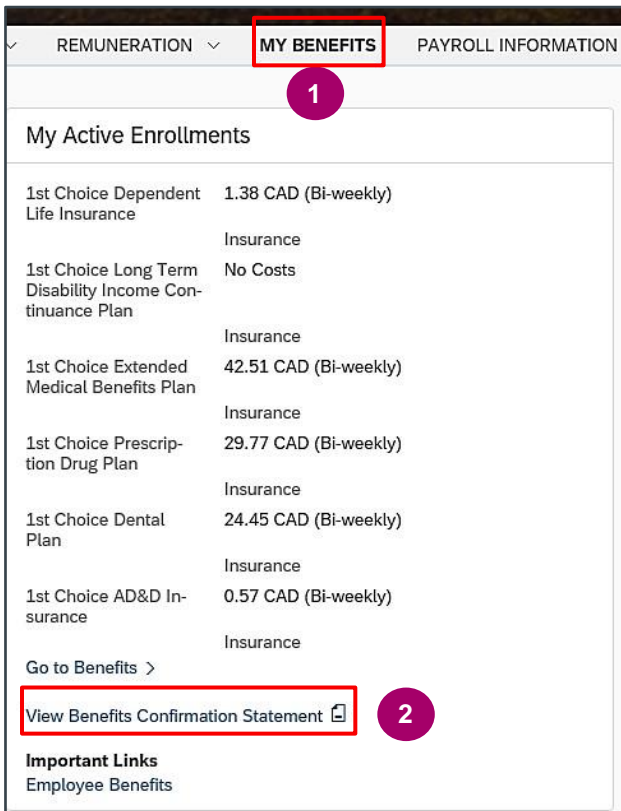 REMUNERATION MY BENEFITS PAYROLL INFORMATION
1
My Active Enrollments
1st Choice Dependent 1.38 CAD (Bi-weekly)
Life Insurance
Insurance
1st Choice Long Term No Costs
Disability Income Con-
tinuance Plan
Insurance
1st Choice Extended 42.51 CAD (Bi-weekly)
Medical Benefits Plan
Insurance
1st Choice Prescrip- 29.77 CAD (Bi-weekly)
tion Drug Plan
Insurance
1st Choice Dental 24.45 CAD (Bi-weekly)
Plan
Insurance
1st Choice AD&D In- 0.57 CAD (Bi-weekly)
surance
Insurance
Go to Benefits >
View Benefits Confirmation Statement 2
Important Links
Employee Benefits